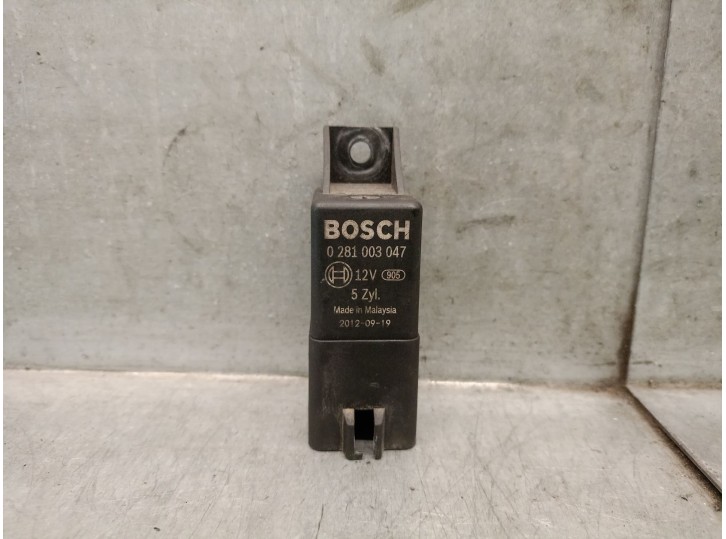 BOSCH
0 281 003 047
12V 905
5 Zyl.
Made in Malaysia
2012-09-19